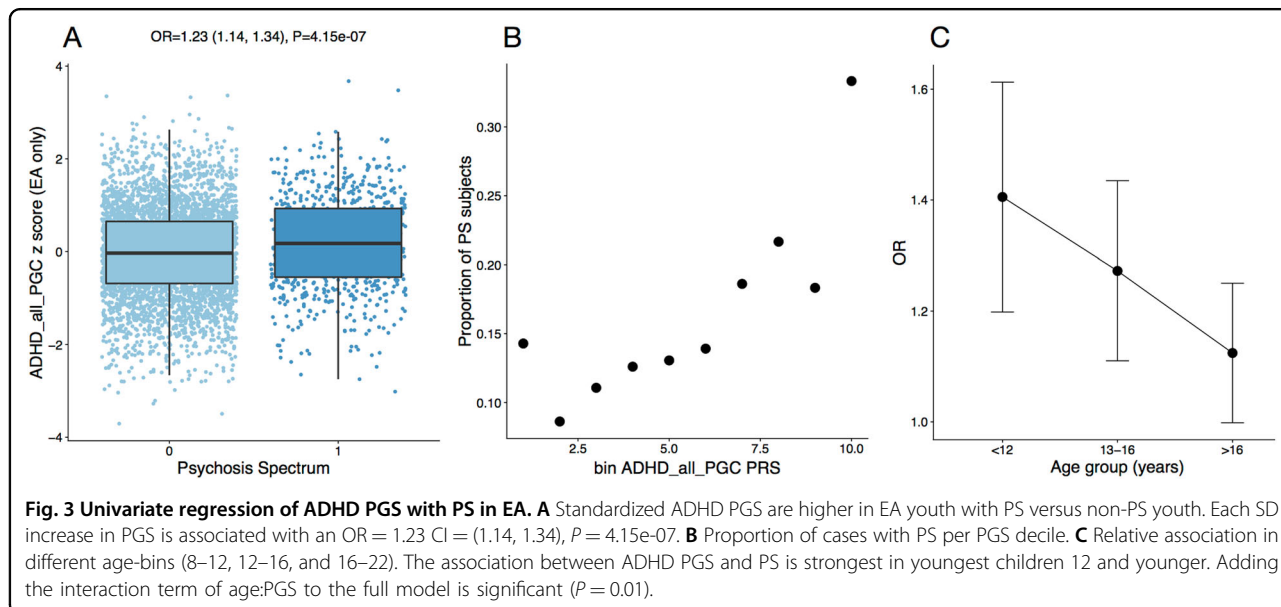 A
OR=1.23 (1.14, 1.34), P=4.15e-07
ADHD_all_PGC z score (EA only)
4
2
0
−2
−4
0
1
Psychosis Spectrum
B
Proportion of PS subjects
0.30
0.25
0.20
0.15
0.10
2.5
5.0
7.5
10.0
bin ADHD_all_PGC PRS
C
OR
1.6
1.4
1.2
1.0
<12
13−16
>16
Age group (years)
Fig. 3 Univariate regression of ADHD PGS with PS in EA. A Standardized ADHD PGS are higher in EA youth with PS versus non-PS youth. Each SD
increase in PGS is associated with an OR = 1.23 CI = (1.14, 1.34), P = 4.15e-07. B Proportion of cases with PS per PGS decile. C Relative association in
different age-bins (8–12, 12–16, and 16–22). The association between ADHD PGS and PS is strongest in youngest children 12 and younger. Adding
the interaction term of age:PGS to the full model is significant (P = 0.01).